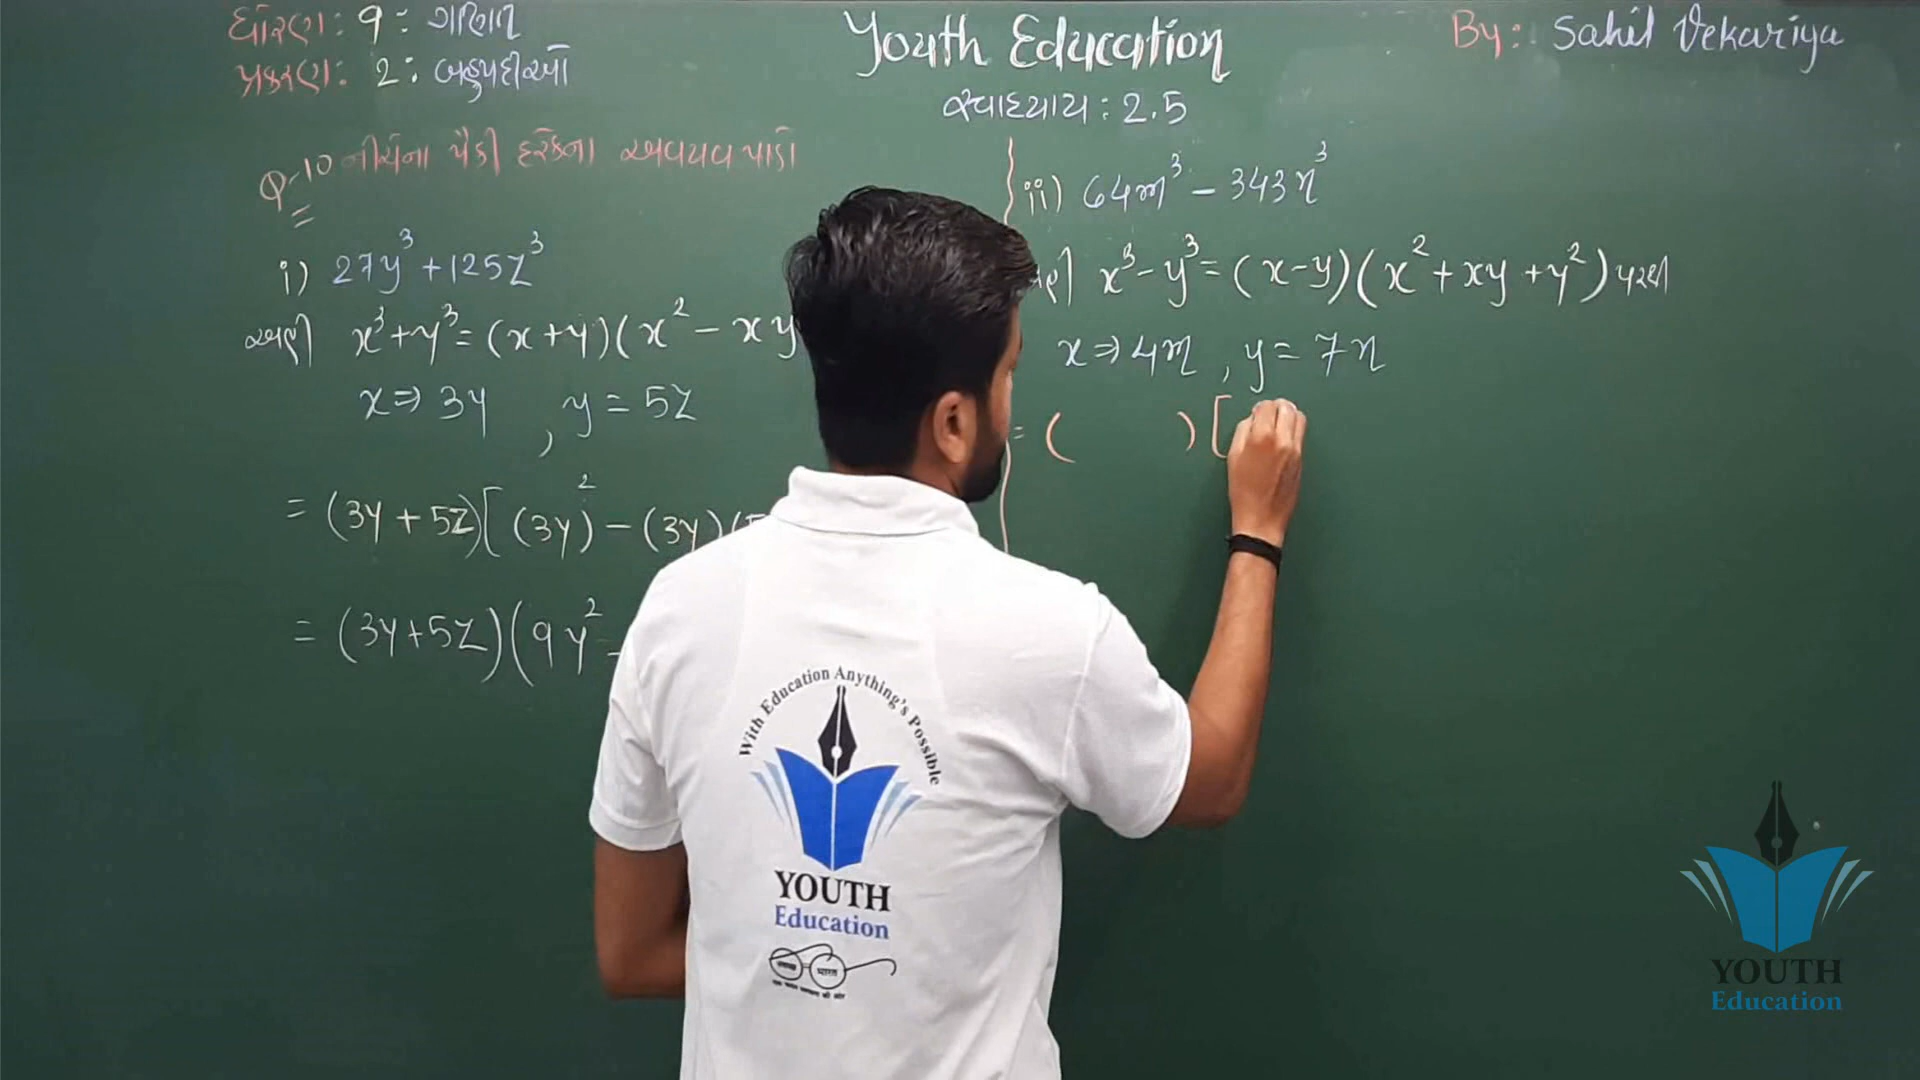 ધોરણ: 9 : ગણિત
પ્રકરણ: 2 : બહુપદીઓ
Youth Education
By: Sahil Vekariya
સ્વાધ્યાય : 2.5
Q-10 નીચેના પૈકી દરેકના અવયવ પાડો
i) 27y³ + 125z³
અહીં x³+y³ = (x+y)(x² - xy
x ⇒ 3y , y = 5z
= (3y + 5z)[(3y)² - (3y)(5
= (3y+5z)(9y² -
ii) 64m³ - 343n³
x³ - y³ = (x-y)(x² + xy + y²) પરથી
x ⇒ 4m , y = 7n
= ( ) [
With Education Anything's Possible
YOUTH
Education
YOUTH
Education